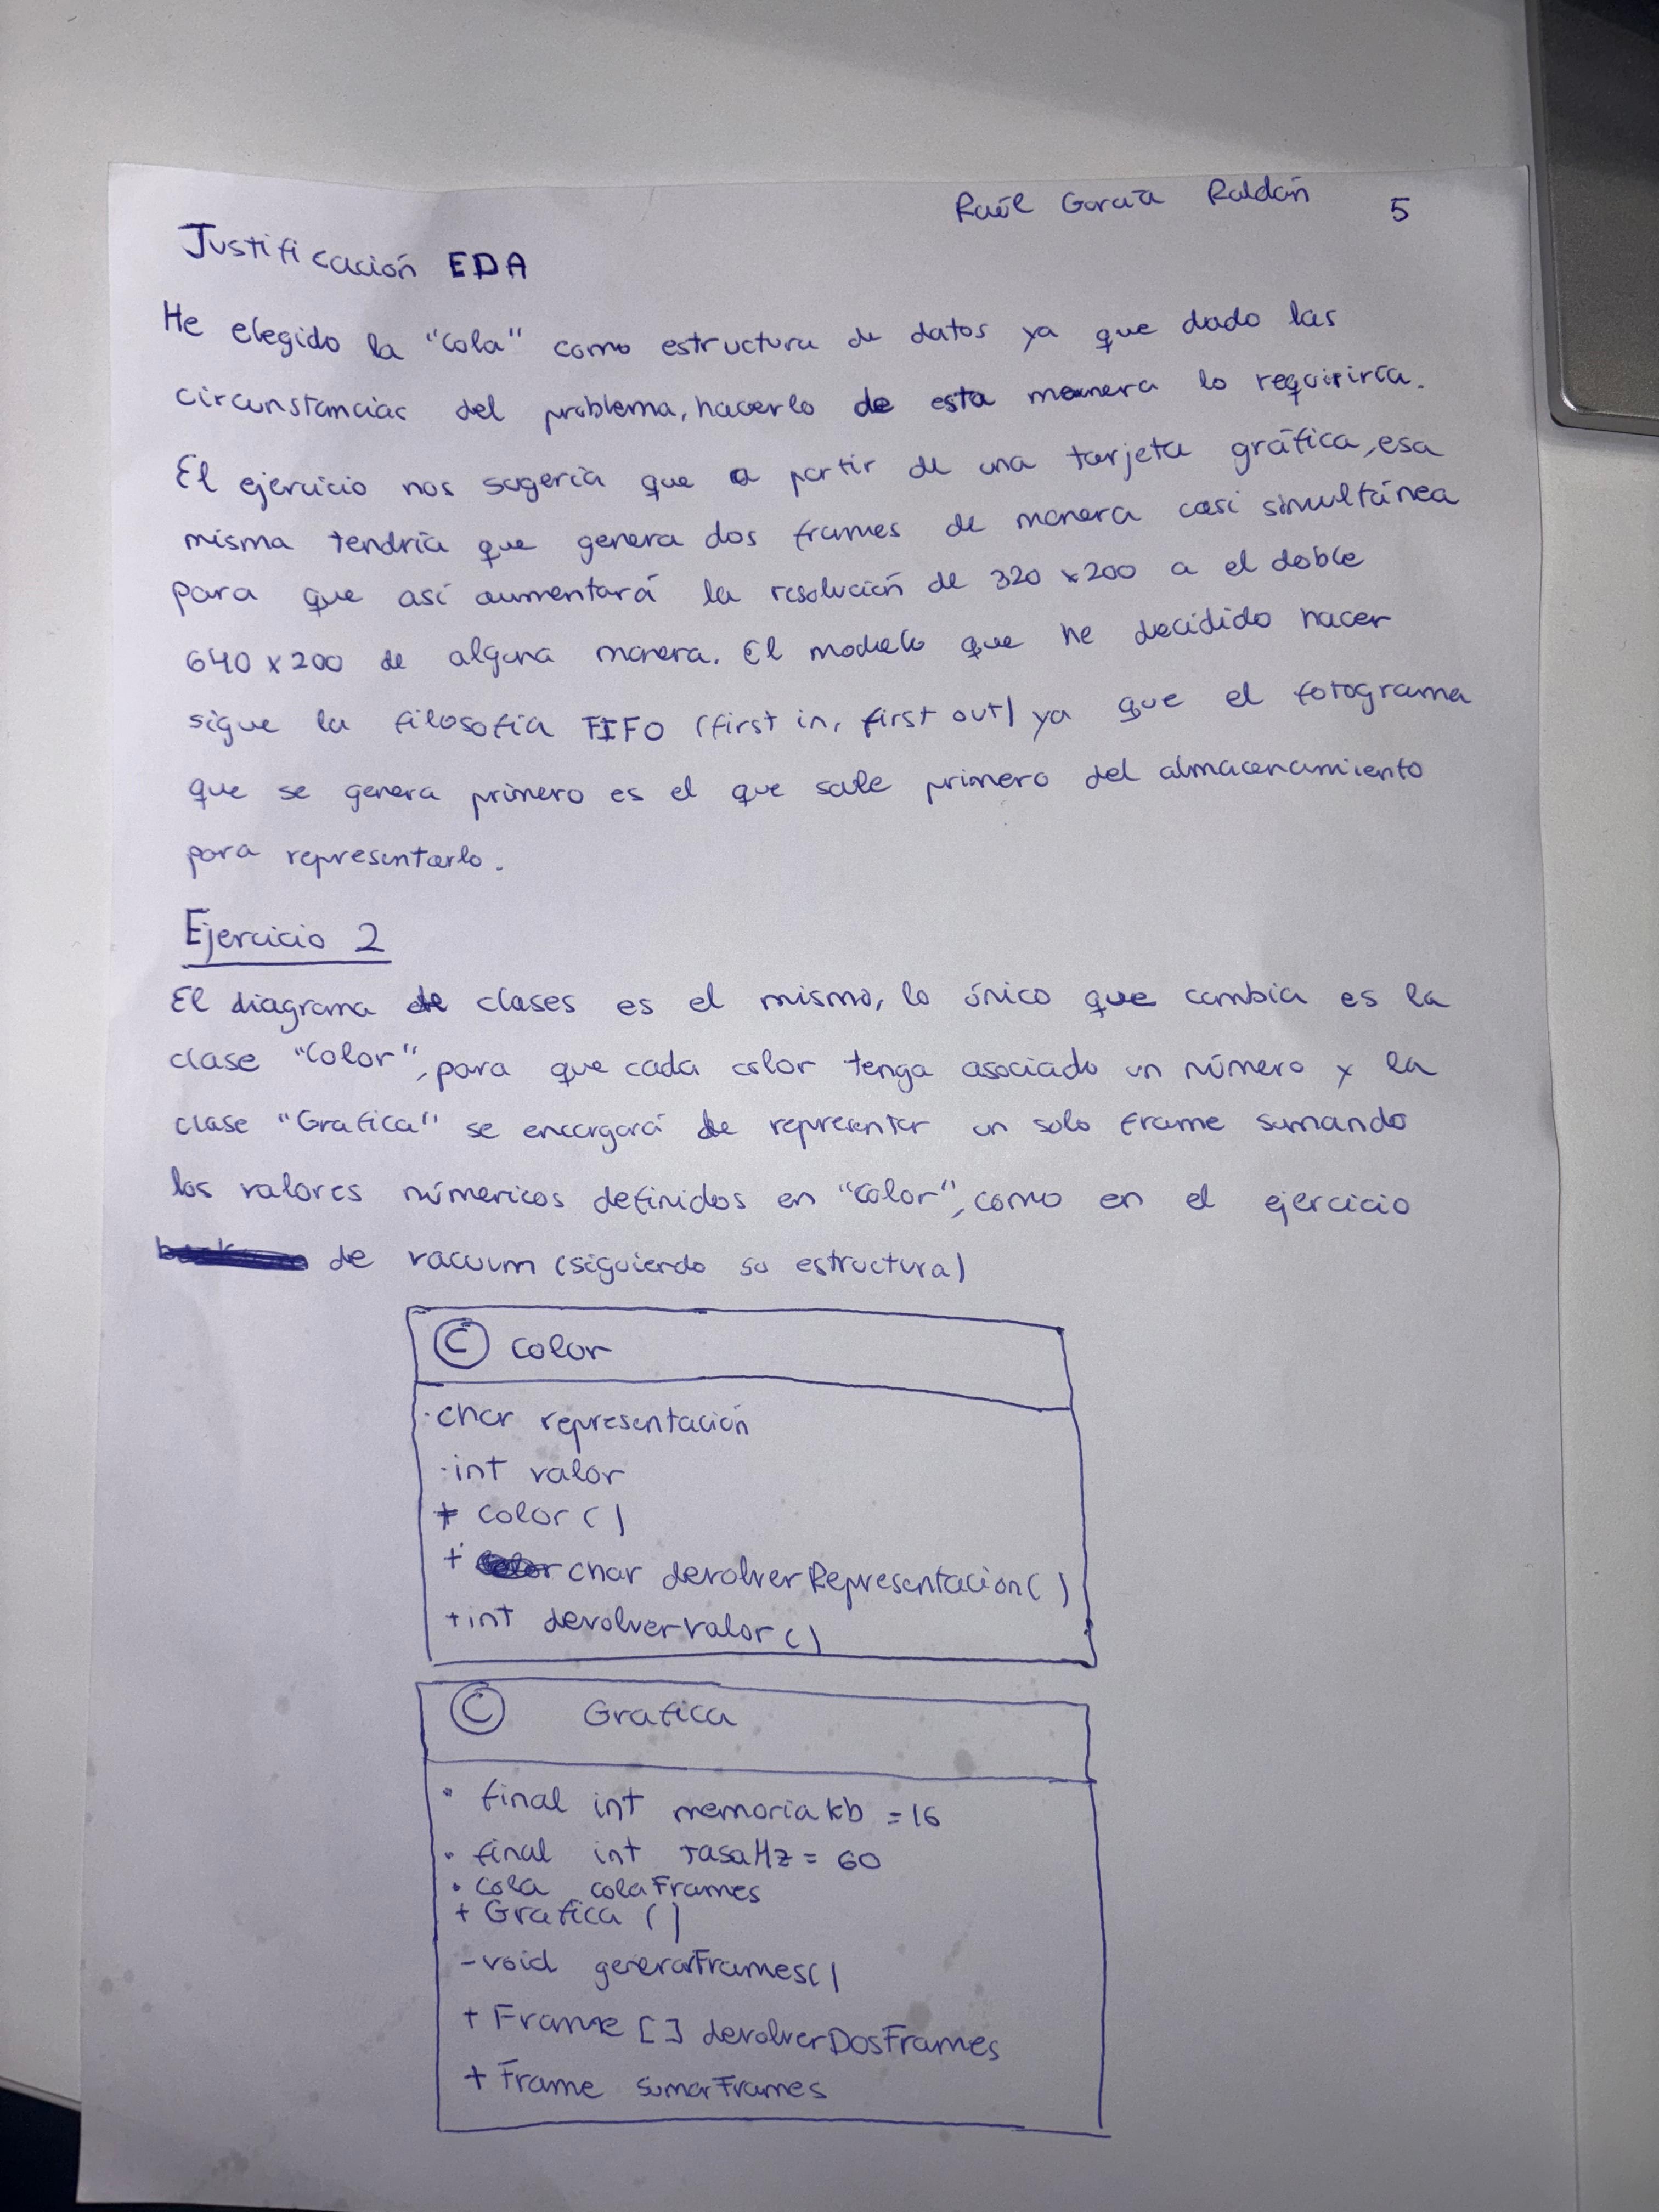 Raúl García Roldán 5
Justificación EDA
He elegido la "Cola" como estructura de datos ya que dado las
circunstancias del problema, hacerlo de esta manera lo requiriría.
El ejercicio nos sugería que a partir de una tarjeta gráfica, esa
misma tendría que genera dos frames de manera casi simultánea
para que así aumentará la resolución de 320 x 200 a el doble
640 x 200 de alguna manera. El modelo que he decidido hacer
sigue la filosofía FIFO (first in, first out) ya que el fotograma
que se genera primero es el que sale primero del almacenamiento
para representarlo.
Ejercicio 2
El diagrama de clases es el mismo, lo único que cambia es la
clase "Color", para que cada color tenga asociado un número y la
clase "Grafica" se encargará de representar un solo frame sumando
los valores númericos definidos en "color", como en el ejercicio
de vacuum (siguiendo su estructura)
C Color
·char representación
·int valor
+ Color()
+ char devolverRepresentacion()
+int devolverValor()
C Grafica
· final int memoriakb = 16
· final int tasaHz = 60
· Cola colaFrames
+ Grafica ()
-void generarFrames()
+ Frame [] devolverDosFrames
+ Frame sumarFrames